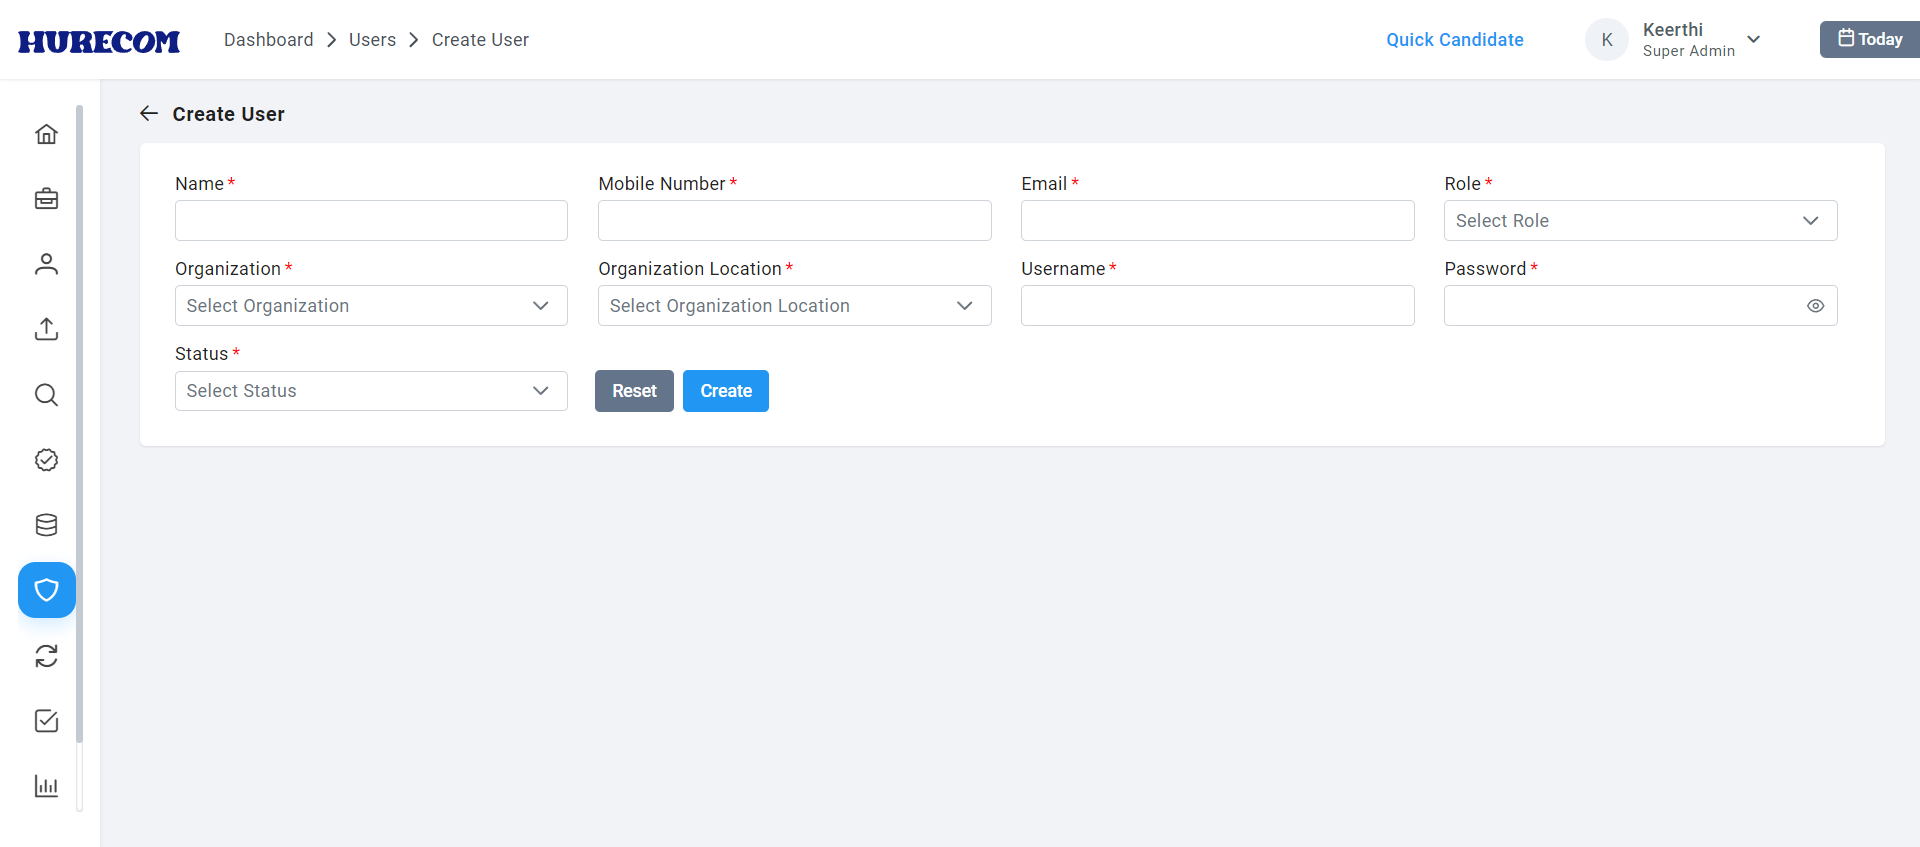 HURECOM
Dashboard > Users > Create User
Quick Candidate
K
Keerthi
Super Admin
Today
Create User
Name *
Mobile Number *
Email *
Role *
Select Role
Organization *
Organization Location *
Username *
Password *
Select Organization
Select Organization Location
Status *
Select Status
Reset
Create